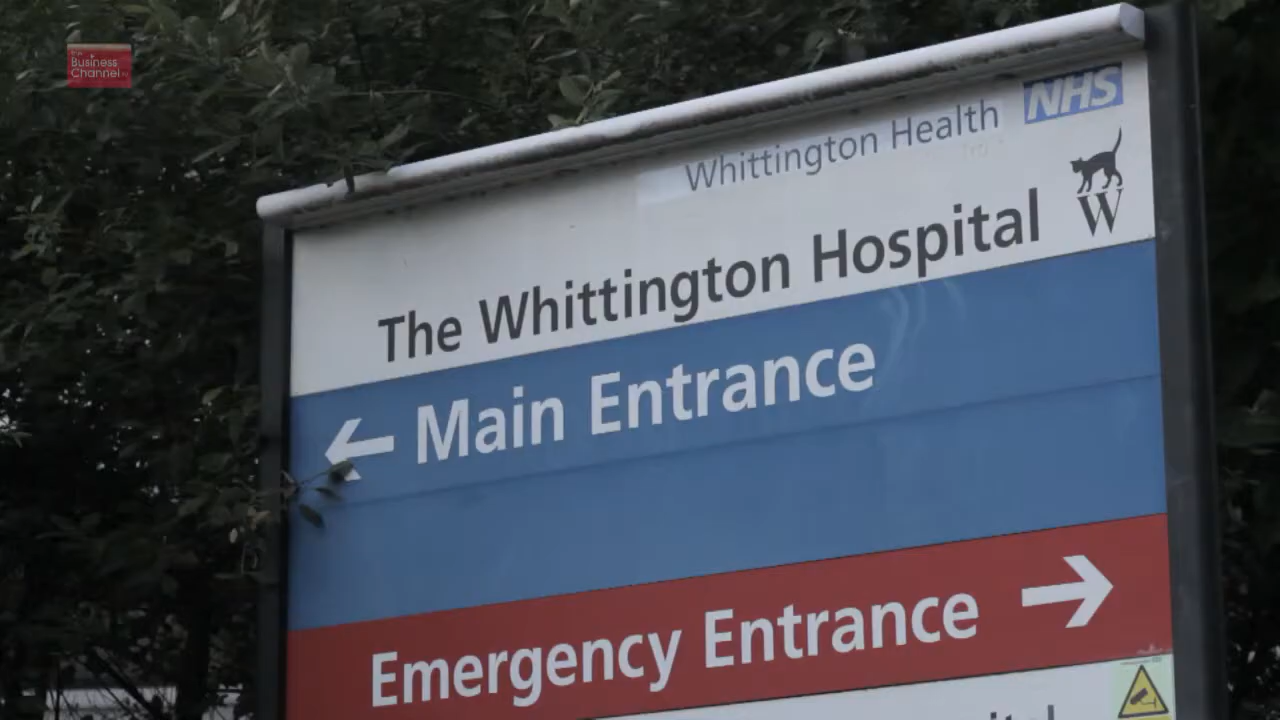 the
Business
Channel
Whittington Health
NHS
The Whittington Hospital
W
Main Entrance
Emergency Entrance